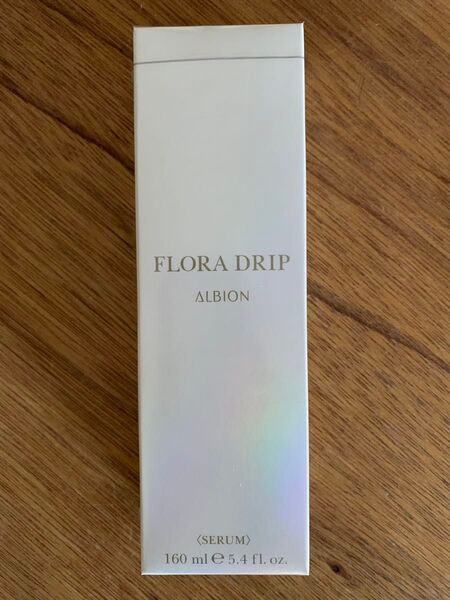 FLORA DRIP
ALBION
〈SERUM〉
160 ml ℮ 5.4 fl. oz.